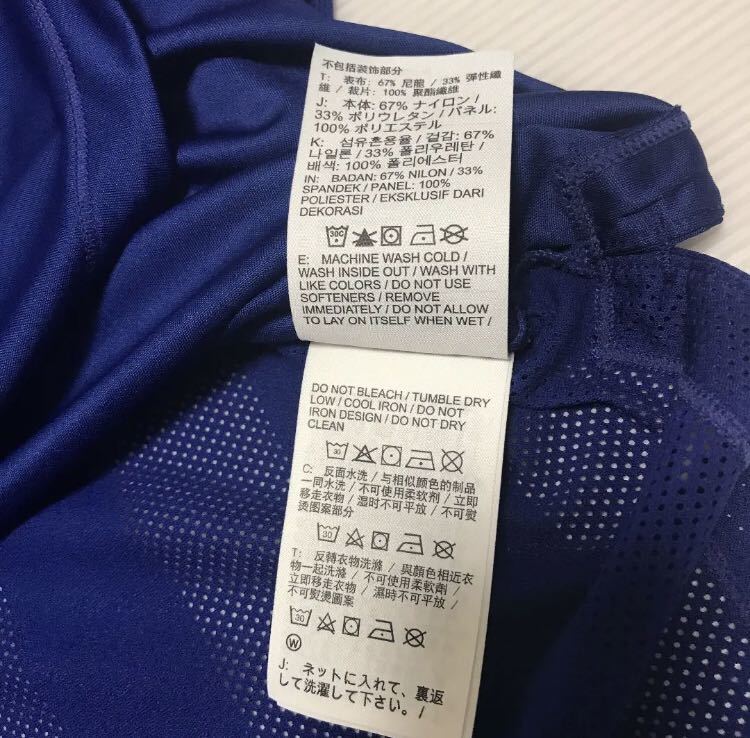 不包括装饰部分
T: 表布: 67% 尼龍 / 33% 彈性纖
維 / 裁片: 100% 聚酯纖維
J: 本体: 67% ナイロン /
33% ポリウレタン / パネル:
100% ポリエステル
K: 섬유혼용율 / 겉감: 67%
나일론 / 33% 폴리우레탄 /
배색: 100% 폴리에스터
IN: BADAN: 67% NILON / 33%
SPANDEK / PANEL: 100%
POLIESTER / EKSKLUSIF DARI
DEKORASI
30C
E: MACHINE WASH COLD /
WASH INSIDE OUT / WASH WITH
LIKE COLORS / DO NOT USE
SOFTENERS / REMOVE
IMMEDIATELY / DO NOT ALLOW
TO LAY ON ITSELF WHEN WET /
DO NOT BLEACH / TUMBLE DRY
LOW / COOL IRON / DO NOT
IRON DESIGN / DO NOT DRY
CLEAN
30
C: 反面水洗 / 与相似颜色的制品
一同水洗 / 不可使用柔软剂 / 立即
移走衣物 / 湿时不可平放 / 不可熨
烫图案部分
30
T: 反轉衣物洗滌 / 與顏色相近衣
物一起洗滌 / 不可使用柔軟劑 /
立即移走衣物 / 濕時不可平放 /
不可熨燙圖案
30
W
J: ネットに入れて、裏返
して洗濯して下さい。/